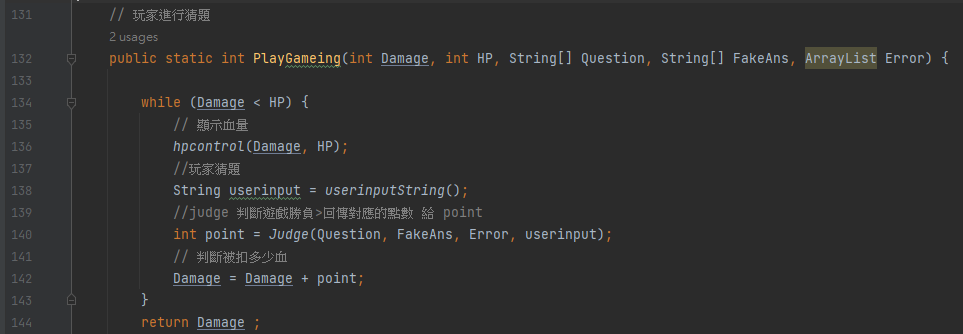 131 // 玩家進行猜題
2 usages
132 public static int PlayGameing(int Damage, int HP, String[] Question, String[] FakeAns, ArrayList Error) {
133
134 while (Damage < HP) {
135 // 顯示血量
136 hpcontrol(Damage, HP);
137 //玩家猜題
138 String userinput = userinputString();
139 //judge 判斷遊戲勝負>回傳對應的點數 給 point
140 int point = Judge(Question, FakeAns, Error, userinput);
141 // 判斷被扣多少血
142 Damage = Damage + point;
143 }
144 return Damage ;